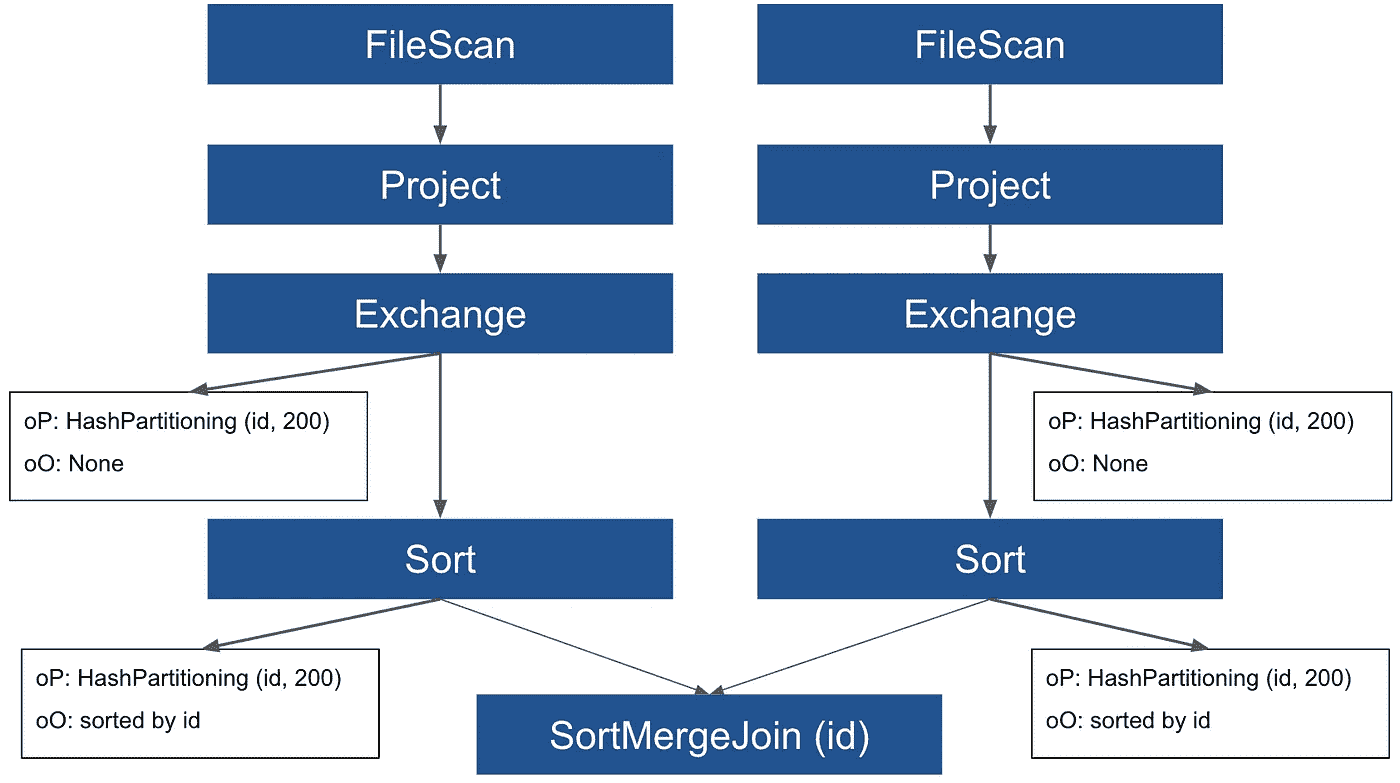 FileScan
FileScan
Project
Project
Exchange
Exchange
oP: HashPartitioning (id, 200)
oO: None
oP: HashPartitioning (id, 200)
oO: None
Sort
Sort
oP: HashPartitioning (id, 200)
oO: sorted by id
oP: HashPartitioning (id, 200)
oO: sorted by id
SortMergeJoin (id)